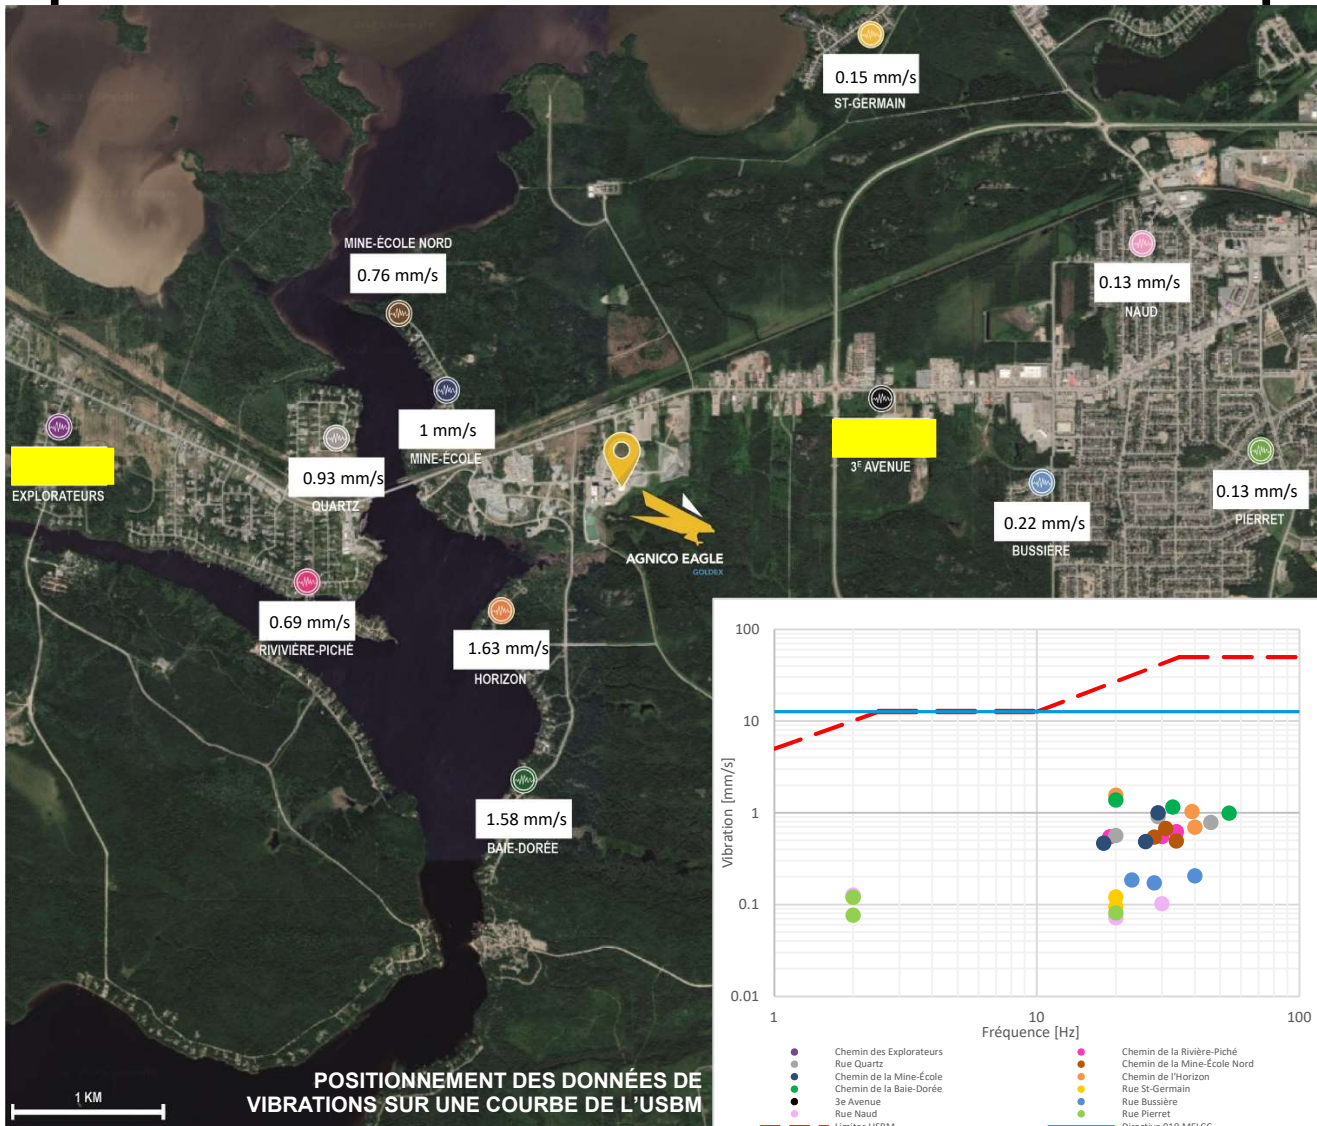 0.15 mm/s
ST-GERMAIN
MINE-ÉCOLE NORD
0.76 mm/s
0.13 mm/s
NAUD
1 mm/s
MINE-ÉCOLE
EXPLORATEURS
0.93 mm/s
QUARTZ
3E AVENUE
0.13 mm/s
PIERRET
0.22 mm/s
BUSSIÈRE
AGNICO EAGLE
GOLDEX
0.69 mm/s
RIVIVIÈRE-PICHÉ
1.63 mm/s
HORIZON
1.58 mm/s
BAIE-DORÉE
100
10
1
0.1
0.01
Vibration [mm/s]
1 10 100
Fréquence [Hz]
Chemin des Explorateurs
Chemin de la Rivière-Piché
Rue Quartz
Chemin de la Mine-École Nord
Chemin de la Mine-École
Chemin de l'Horizon
Chemin de la Baie-Dorée
Rue St-Germain
3e Avenue
Rue Bussière
Rue Naud
Rue Pierret
Limites USBM
Directive 019 MELCC
1 KM
POSITIONNEMENT DES DONNÉES DE
VIBRATIONS SUR UNE COURBE DE L'USBM